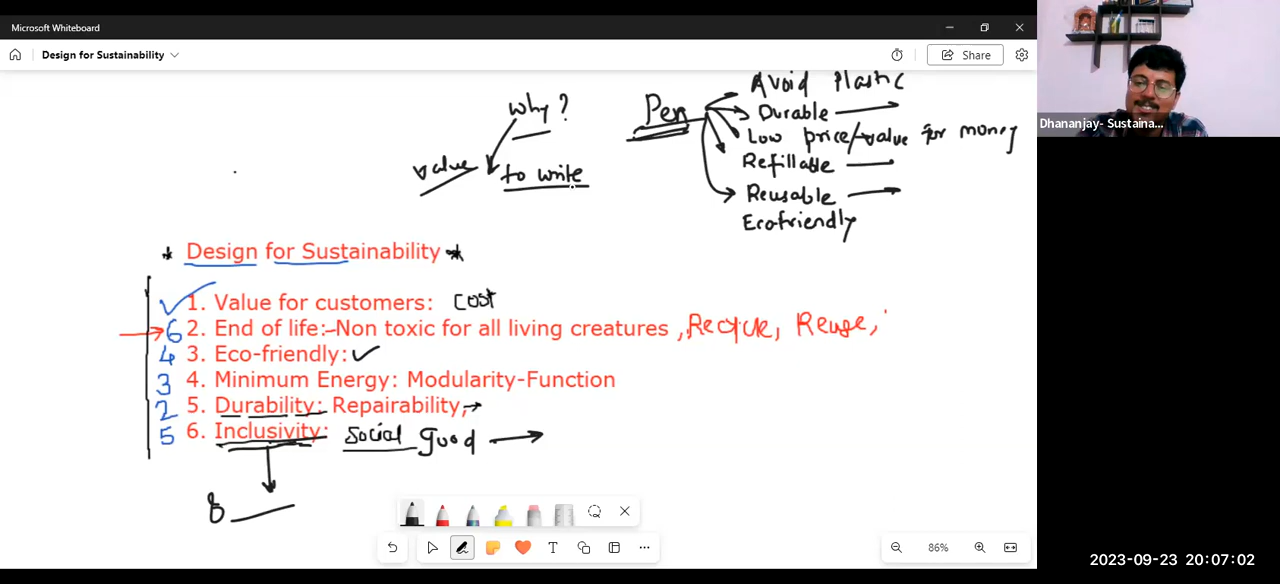 Microsoft Whiteboard
Design for Sustainability
Share
Avoid Plastic
why?
Pen
Durable
Low price/value for money
value
to write
Refillable
Reusable
Ecofriendly
Dhananjay- Sustaina...
* Design for Sustainability *
✓ 1. Value for customers: cost
6 2. End of life:-Non toxic for all living creatures , Recycle, Reuse,
4 3. Eco-friendly: ✓
3 4. Minimum Energy: Modularity-Function
2 5. Durability: Repairability,
5 6. Inclusivity: social good
8
T
86%
2023-09-23 20:07:02